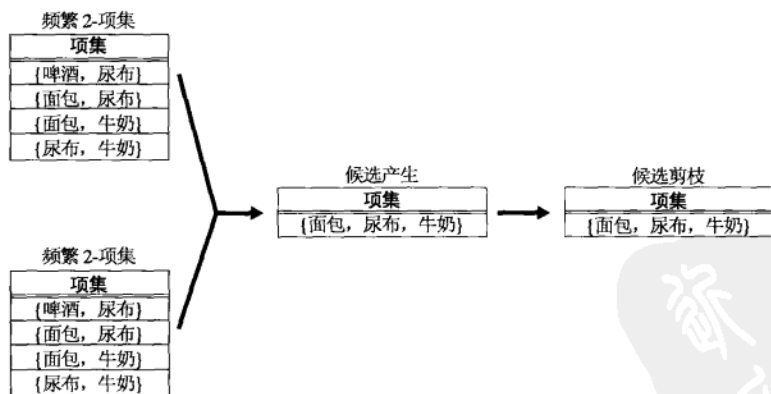 频繁 2-项集
项集
{啤酒，尿布}
{面包，尿布}
{面包，牛奶}
{尿布，牛奶}
候选产生
项集
{面包，尿布，牛奶}
候选剪枝
项集
{面包，尿布，牛奶}
频繁 2-项集
项集
{啤酒，尿布}
{面包，尿布}
{面包，牛奶}
{尿布，牛奶}